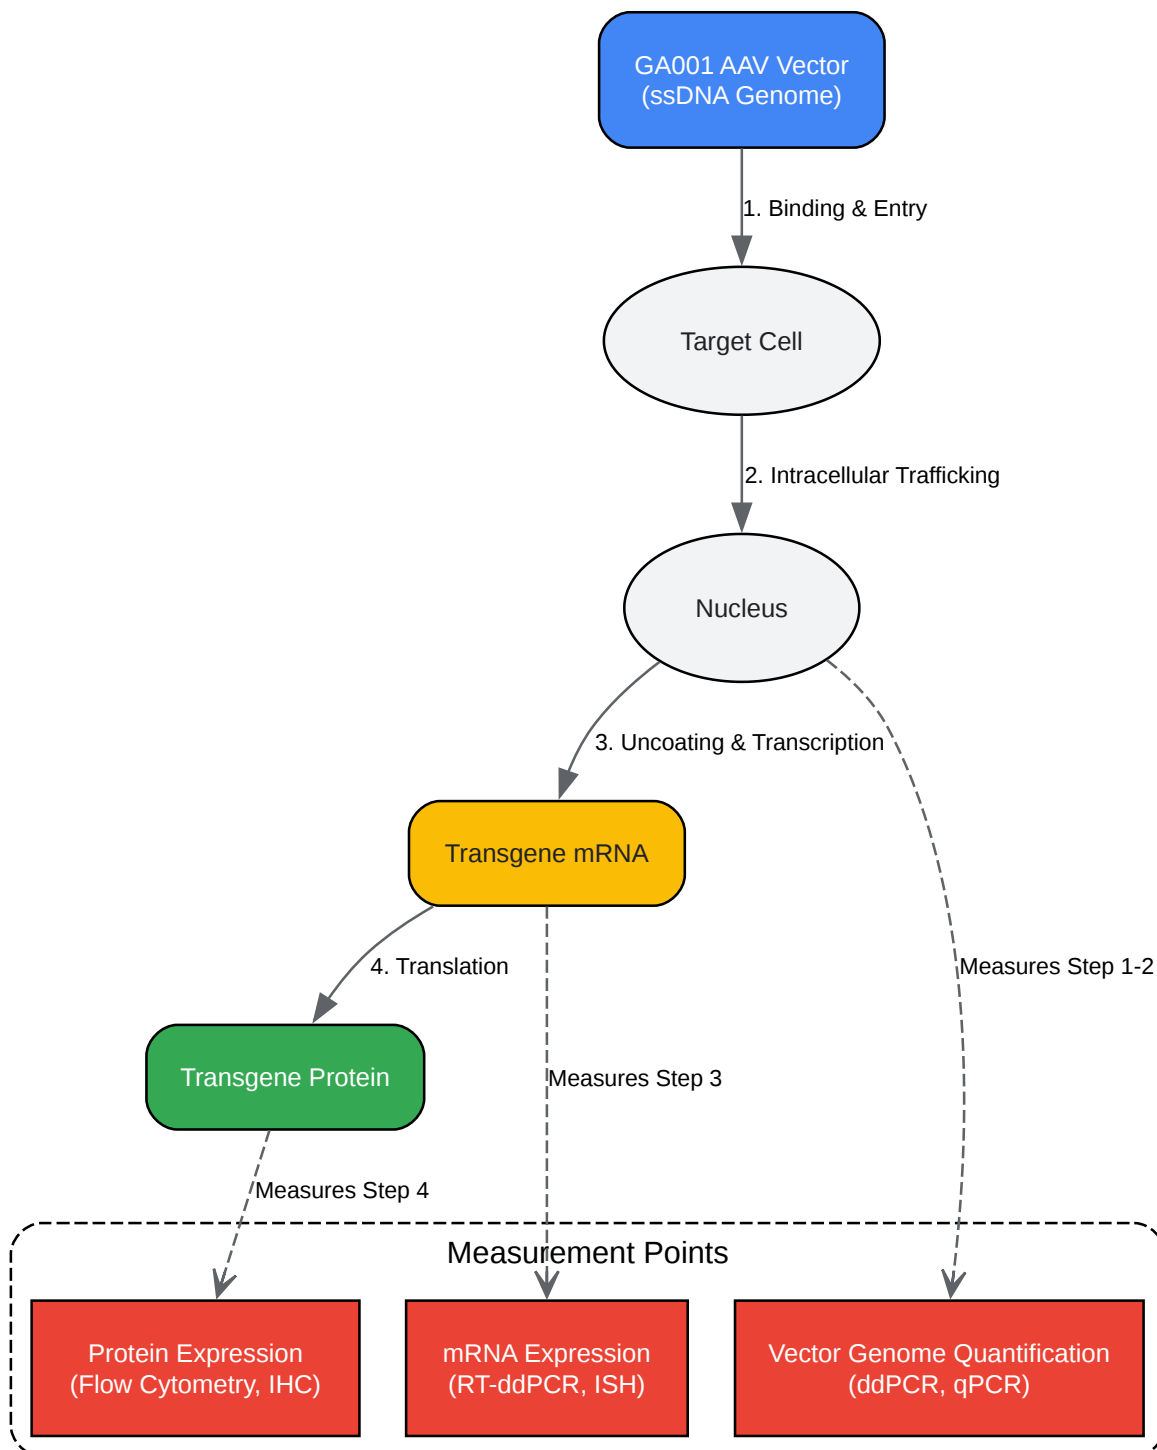 GA001 AAV Vector
(ssDNA Genome)
1. Binding & Entry
Target Cell
2. Intracellular Trafficking
Nucleus
3. Uncoating & Transcription
Transgene mRNA
4. Translation
Measures Step 1-2
Transgene Protein
Measures Step 3
Measures Step 4
Measurement Points
Protein Expression
(Flow Cytometry, IHC)
mRNA Expression
(RT-ddPCR, ISH)
Vector Genome Quantification
(ddPCR, qPCR)